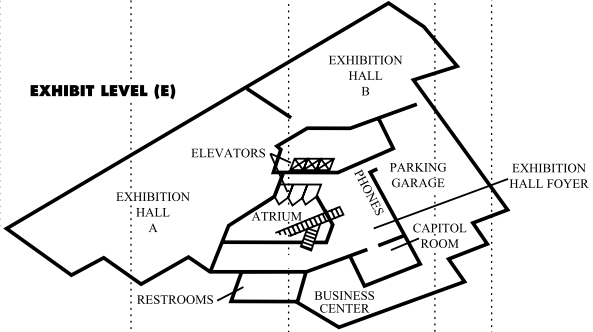 EXHIBITION
HALL
B
EXHIBIT LEVEL (E)
ELEVATORS
PARKING
GARAGE
EXHIBITION
HALL FOYER
PHONES
EXHIBITION
HALL
A
ATRIUM
CAPITOL
ROOM
RESTROOMS
BUSINESS
CENTER